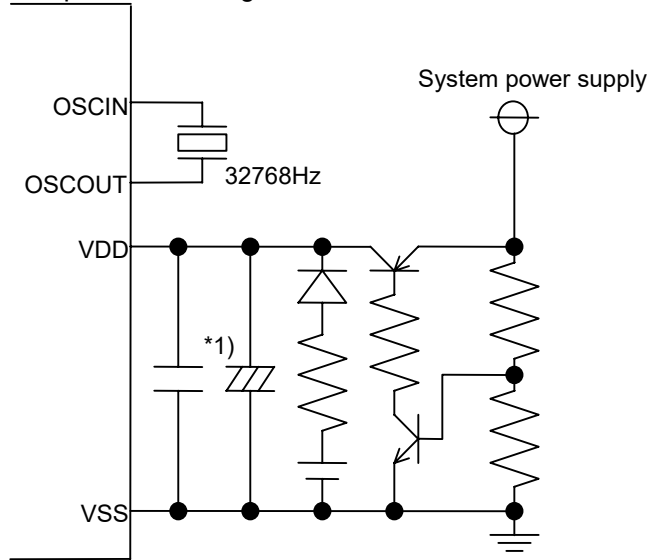 System power supply
OSCIN
OSCOUT
32768Hz
VDD
*1)
VSS